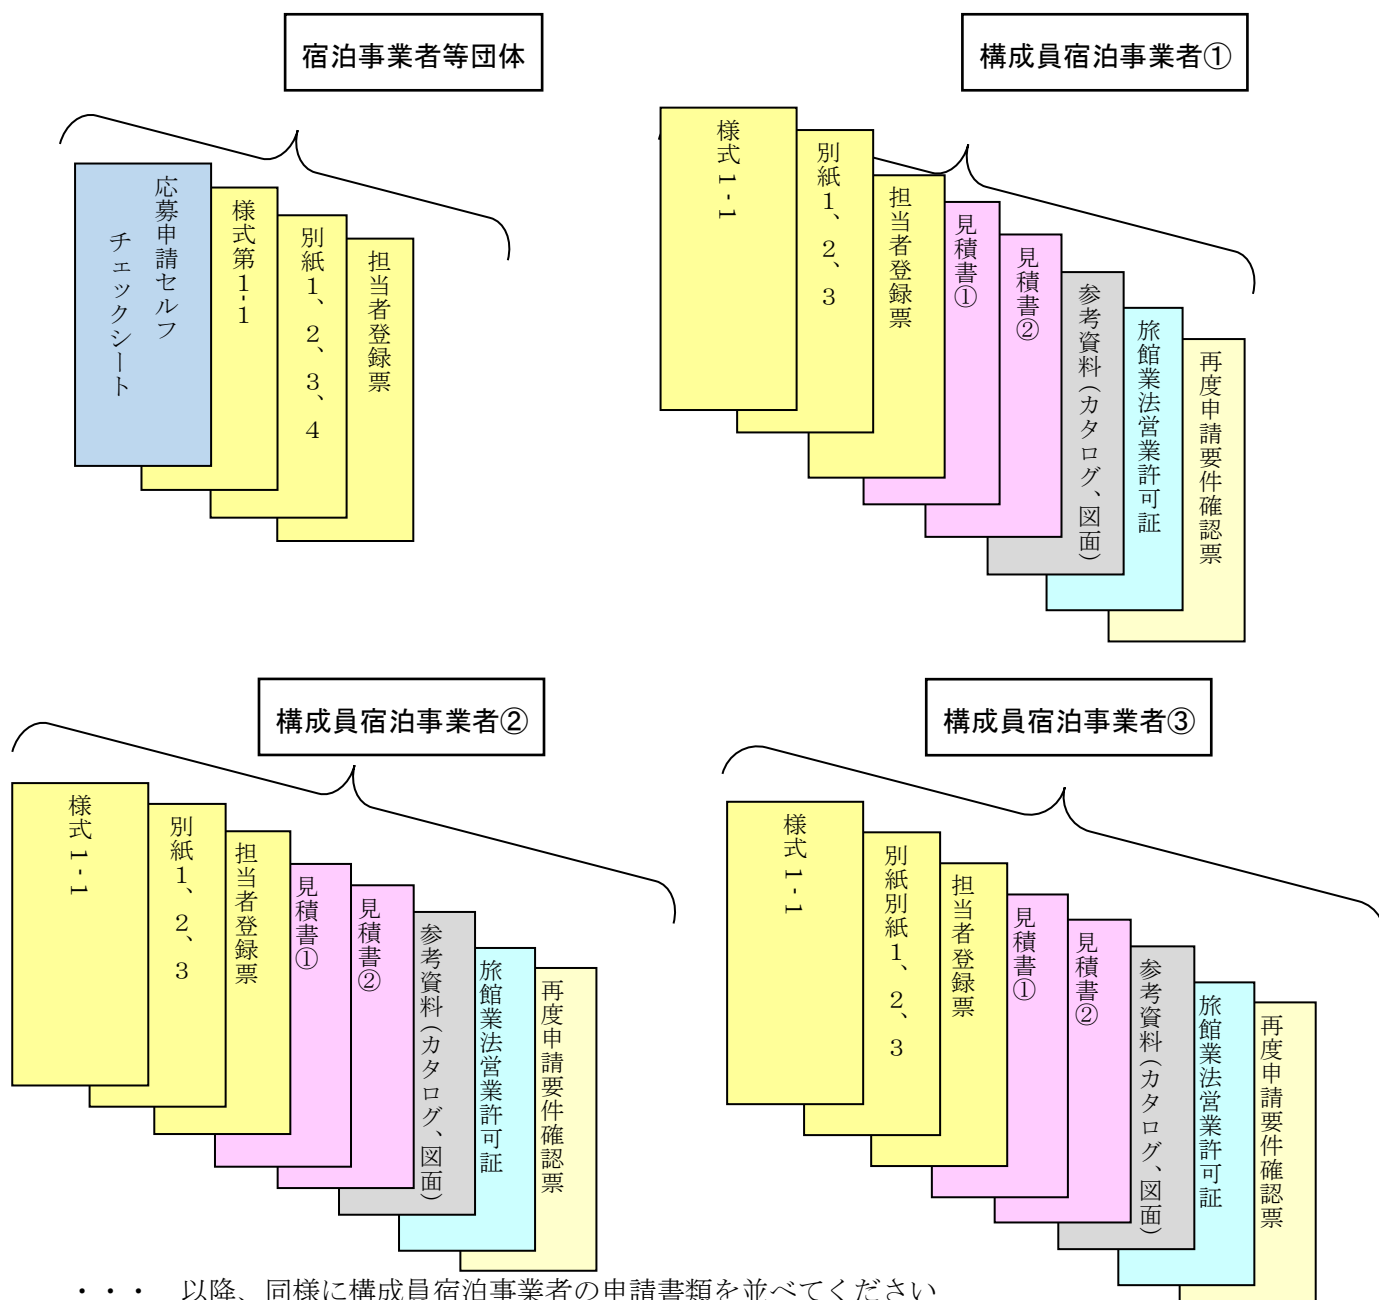 宿泊事業者等団体
応募申請セルフ
チェックシート
様式第1-1
別紙1、2、3、4
担当者登録票
構成員宿泊事業者①
様式1-1
別紙1、2、3
担当者登録票
見積書①
見積書②
参考資料(カタログ、図面)
旅館業法営業許可証
再度申請要件確認票
構成員宿泊事業者②
様式1-1
別紙1、2、3
担当者登録票
見積書①
見積書②
参考資料(カタログ、図面)
旅館業法営業許可証
再度申請要件確認票
構成員宿泊事業者③
様式1-1
別紙別紙1、2、3
担当者登録票
見積書①
見積書②
参考資料(カタログ、図面)
旅館業法営業許可証
再度申請要件確認票
・・・　以降、同様に構成員宿泊事業者の申請書類を並べてください